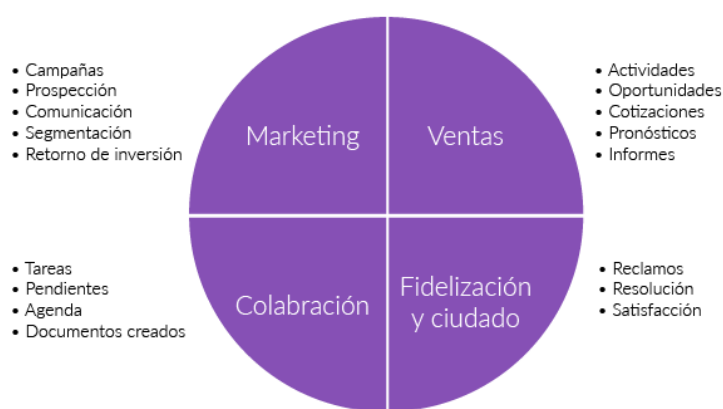 • Campañas
• Prospección
• Comunicación
• Segmentación
• Retorno de inversión
Marketing
Ventas
• Actividades
• Oportunidades
• Cotizaciones
• Pronósticos
• Informes
• Tareas
• Pendientes
• Agenda
• Documentos creados
Colabración
Fidelización
y ciudado
• Reclamos
• Resolución
• Satisfacción